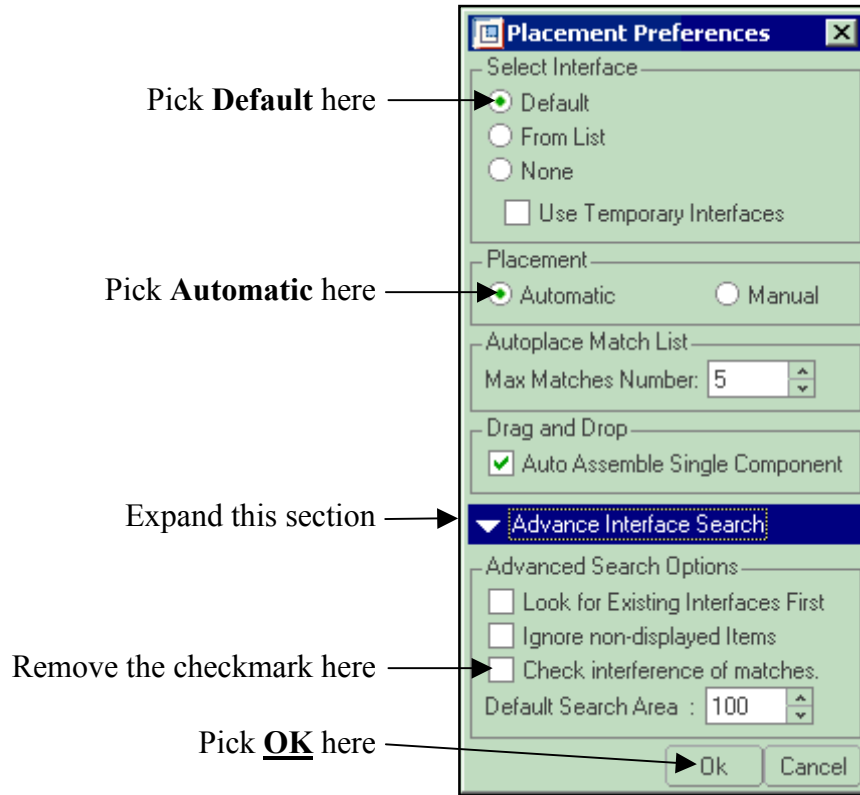 Placement Preferences
Select Interface
Pick Default here
Default
From List
None
Use Temporary Interfaces
Placement
Pick Automatic here
Automatic
Manual
Autoplace Match List
Max Matches Number: 5
Drag and Drop
Auto Assemble Single Component
Expand this section
Advance Interface Search
Advanced Search Options
Look for Existing Interfaces First
Ignore non-displayed Items
Remove the checkmark here
Check interference of matches.
Default Search Area : 100
Pick OK here
Ok
Cancel